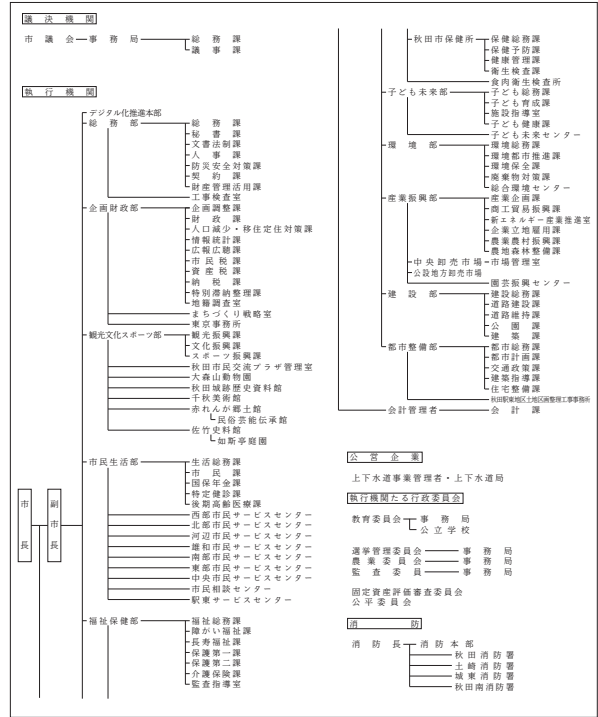 議決機関
市議会 事務局 総務課
議事課
執行機関
デジタル化推進本部
総務部 総務課
秘書課
文書法制課
人事課
防災安全対策課
契約課
財産管理活用課
工事検査室
企画財政部 企画調整課
財政課
人口減少・移住定住対策課
情報統計課
広報広聴課
市民税課
資産税課
納税課
特別滞納整理課
地籍調査室
まちづくり戦略室
東京事務所
観光文化スポーツ部 観光振興課
文化振興課
スポーツ振興課
秋田市民交流プラザ管理室
大森山動物園
秋田城跡歴史資料館
千秋美術館
赤れんが郷土館
民俗芸能伝承館
佐竹史料館
如斯亭庭園
市民生活部 生活総務課
市民課
国保年金課
特定健診課
後期高齢医療課
西部市民サービスセンター
北部市民サービスセンター
河辺市民サービスセンター
雄和市民サービスセンター
南部市民サービスセンター
東部市民サービスセンター
中央市民サービスセンター
市民相談センター
駅東サービスセンター
市長
副市長
福祉保健部 福祉総務課
障がい福祉課
長寿福祉課
保護第一課
保護第二課
介護保険課
監査指導室
秋田市保健所 保健総務課
保健予防課
健康管理課
衛生検査課
食肉衛生検査所
子ども未来部 子ども総務課
子ども育成課
施設指導室
子ども健康課
子ども未来センター
環境部 環境総務課
環境都市推進課
環境保全課
廃棄物対策課
総合環境センター
産業振興部 産業企画課
商工貿易振興課
新エネルギー産業推進室
企業立地雇用課
農業農村振興課
農地森林整備課
中央卸売市場 市場管理室
公設地方卸売市場
園芸振興センター
建設部 建設総務課
道路建設課
道路維持課
公園課
建築課
都市整備部 都市総務課
都市計画課
交通政策課
建築指導課
住宅整備課
秋田駅東地区土地区画整理工事事務所
会計管理者 会計課
公営企業
上下水道事業管理者・上下水道局
執行機関たる行政委員会
教育委員会 事務局
公立学校
選挙管理委員会 事務局
農業委員会 事務局
監査委員 事務局
固定資産評価審査委員会
公平委員会
消防
消防長 消防本部
秋田消防署
土崎消防署
城東消防署
秋田南消防署